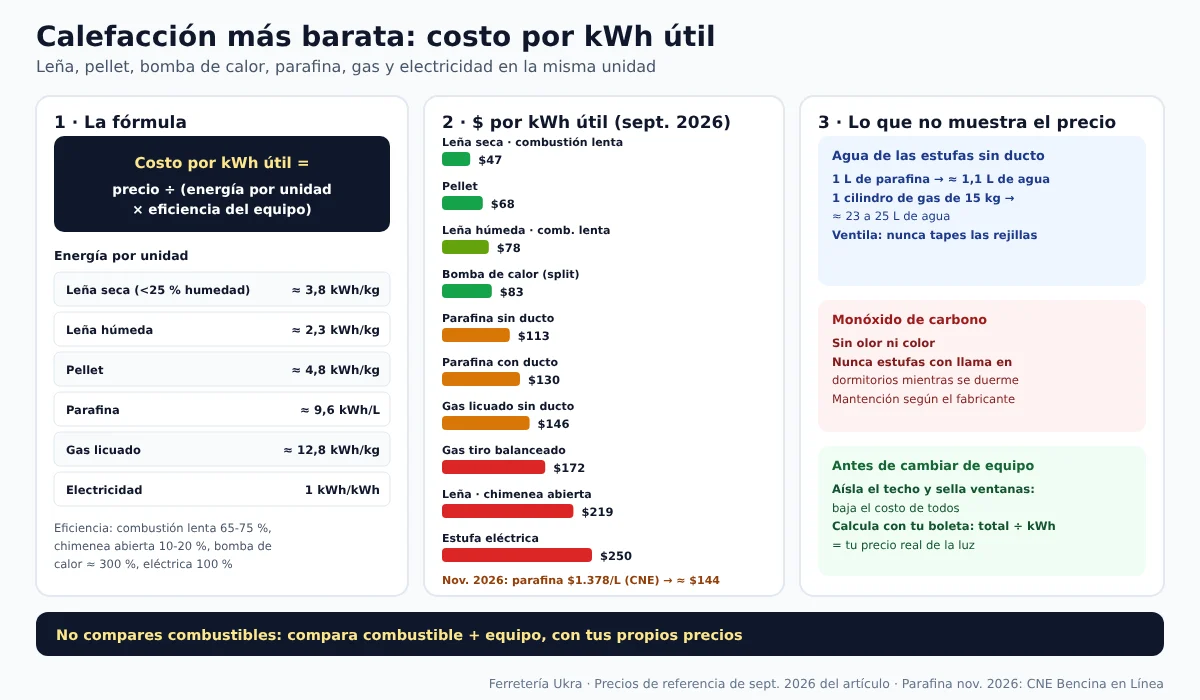 Calefacción más barata: costo por kWh útil
Leña, pellet, bomba de calor, parafina, gas y electricidad en la misma unidad
1 · La fórmula
Costo por kWh útil =
precio ÷ (energía por unidad
× eficiencia del equipo)
Energía por unidad
Leña seca (<25 % humedad) ≈ 3,8 kWh/kg
Leña húmeda ≈ 2,3 kWh/kg
Pellet ≈ 4,8 kWh/kg
Parafina ≈ 9,6 kWh/L
Gas licuado ≈ 12,8 kWh/kg
Electricidad 1 kWh/kWh
Eficiencia: combustión lenta 65-75 %,
chimenea abierta 10-20 %, bomba de
calor ≈ 300 %, eléctrica 100 %
2 · $ por kWh útil (sept. 2026)
Leña seca · combustión lenta
$47
Pellet
$68
Leña húmeda · comb. lenta
$78
Bomba de calor (split)
$83
Parafina sin ducto
$113
Parafina con ducto
$130
Gas licuado sin ducto
$146
Gas tiro balanceado
$172
Leña · chimenea abierta
$219
Estufa eléctrica
$250
Nov. 2026: parafina $1.378/L (CNE) → ≈ $144
3 · Lo que no muestra el precio
Agua de las estufas sin ducto
1 L de parafina → ≈ 1,1 L de agua
1 cilindro de gas de 15 kg →
≈ 23 a 25 L de agua
Ventila: nunca tapes las rejillas
Monóxido de carbono
Sin olor ni color
Nunca estufas con llama en
dormitorios mientras se duerme
Mantención según el fabricante
Antes de cambiar de equipo
Aísla el techo y sella ventanas:
baja el costo de todos
Calcula con tu boleta: total ÷ kWh
= tu precio real de la luz
No compares combustibles: compara combustible + equipo, con tus propios precios
Ferretería Ukra · Precios de referencia de sept. 2026 del artículo · Parafina nov. 2026: CNE Bencina en Línea